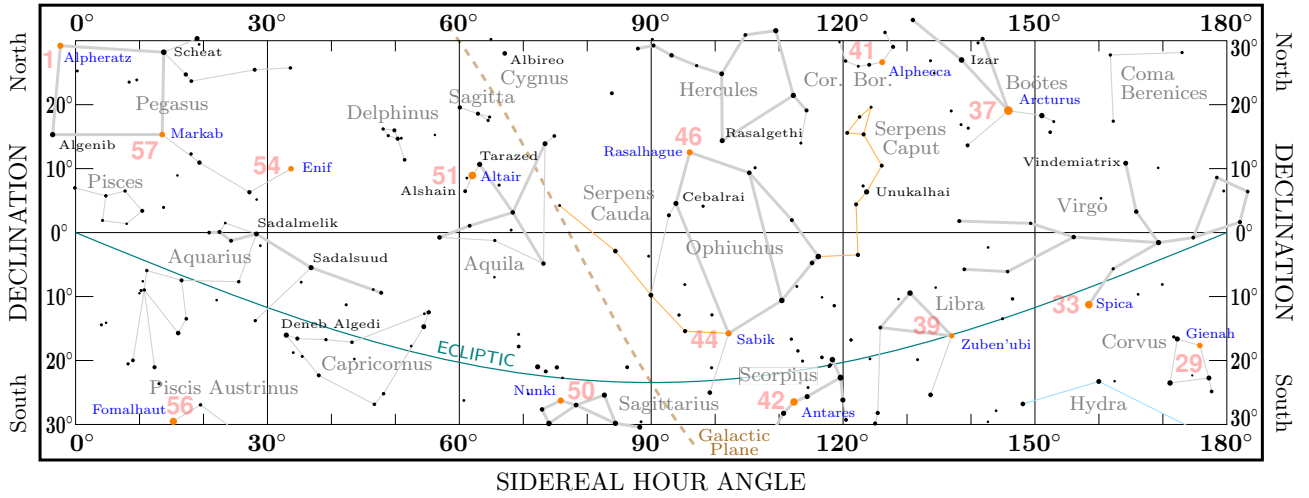 0° 30° 60° 90° 120° 150° 180°
North
DECLINATION
South
20°
10°
0°
10°
20°
30°
1
Alpheratz
Scheat
Pegasus
Algenib
Markab
57
54
Enif
Pisces
Albireo
Cygnus
Sagitta
Delphinus
Tarazed
51
Altair
Alshain
Hercules
Rasalgethi
46
Rasalhague
Cebalrai
Serpens
Cauda
Ophiuchus
Cor. Bor.
41
Alphecca
Serpens
Caput
Unukalhai
Izar
Boötes
Arcturus
37
Coma
Berenices
Vindemiatrix
Virgo
Sadalmelik
Aquarius
Sadalsuud
Aquila
Deneb Algedi
Capricornus
ECLIPTIC
Piscis Austrinus
Fomalhaut
56
Nunki
50
Sagittarius
Galactic
Plane
44
Sabik
Scorpius
42
Antares
Libra
39
Zuben'ubi
33
Spica
Corvus
Gienah
29
Hydra
30°
20°
10°
0°
10°
20°
30°
North
DECLINATION
South
0° 30° 60° 90° 120° 150° 180°
SIDEREAL HOUR ANGLE